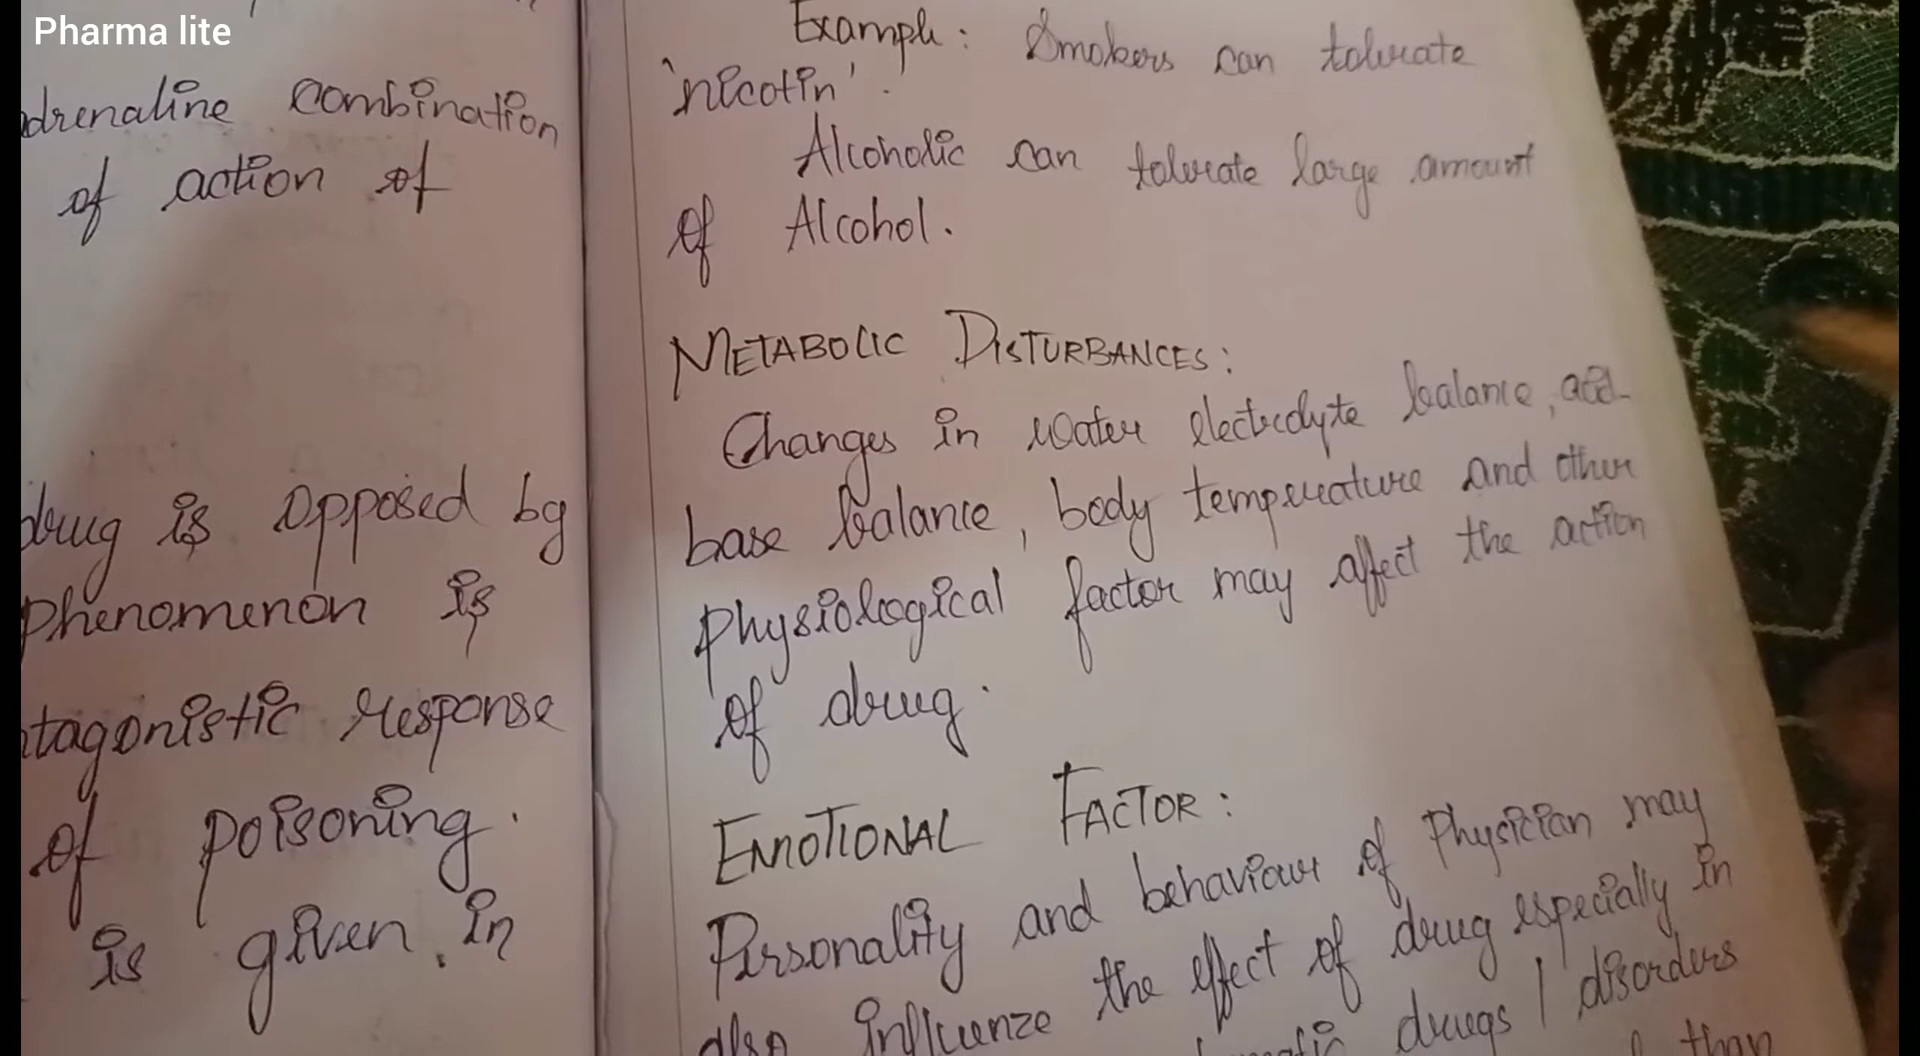 Pharma lite
drenaline combination
of action of
drug is opposed by
Phenomenon is
tagonistic response
of poisoning.
is given in
Example: Smokers can tolerate
'nicotin'.
Alcoholic can tolerate large amount
of Alcohol.
METABOLIC DISTURBANCES:
Changes in water electrolyte balance, acid-
base balance, body temperature and other
physiological factor may affect the action
of drug.
EMOTIONAL FACTOR:
Personality and behaviour of Physician may
also influenze the effect of drug especially in
drugs / disorders
than